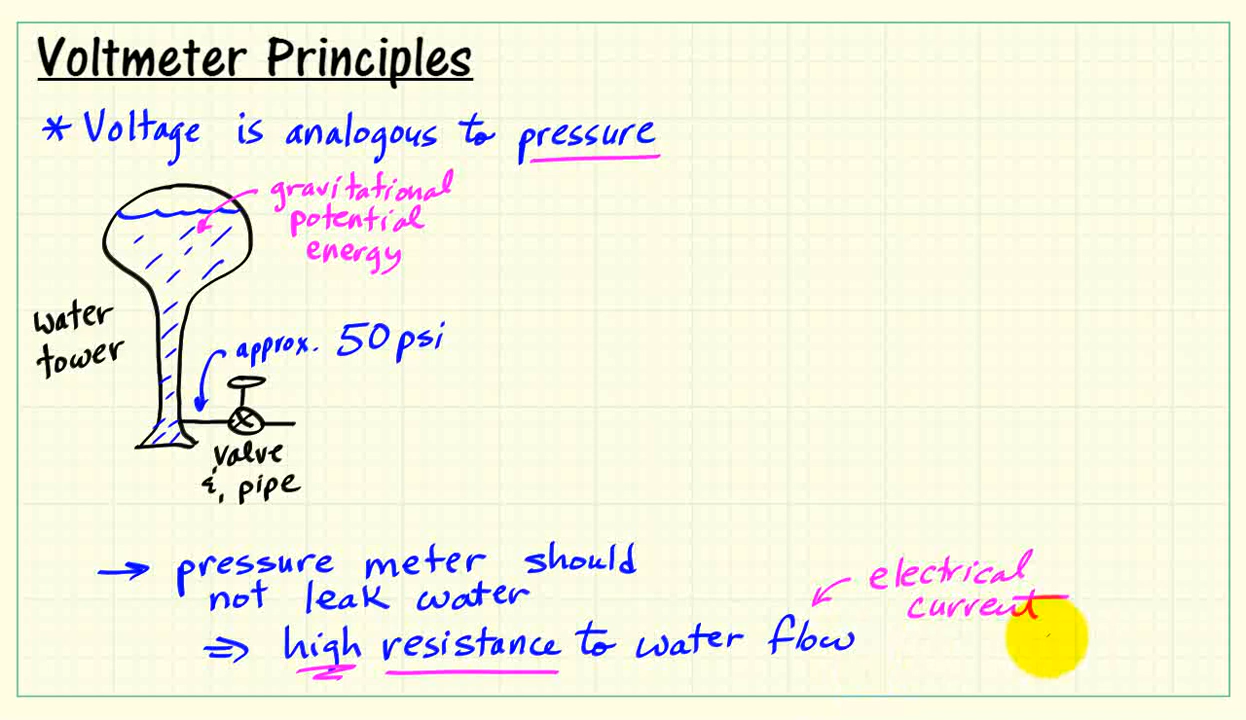 Voltmeter Principles
* Voltage is analogous to pressure
gravitational
potential
energy
water
tower
approx. 50 psi
valve
&, pipe
→ pressure meter should
not leak water
⇒ high resistance to water flow
electrical
current